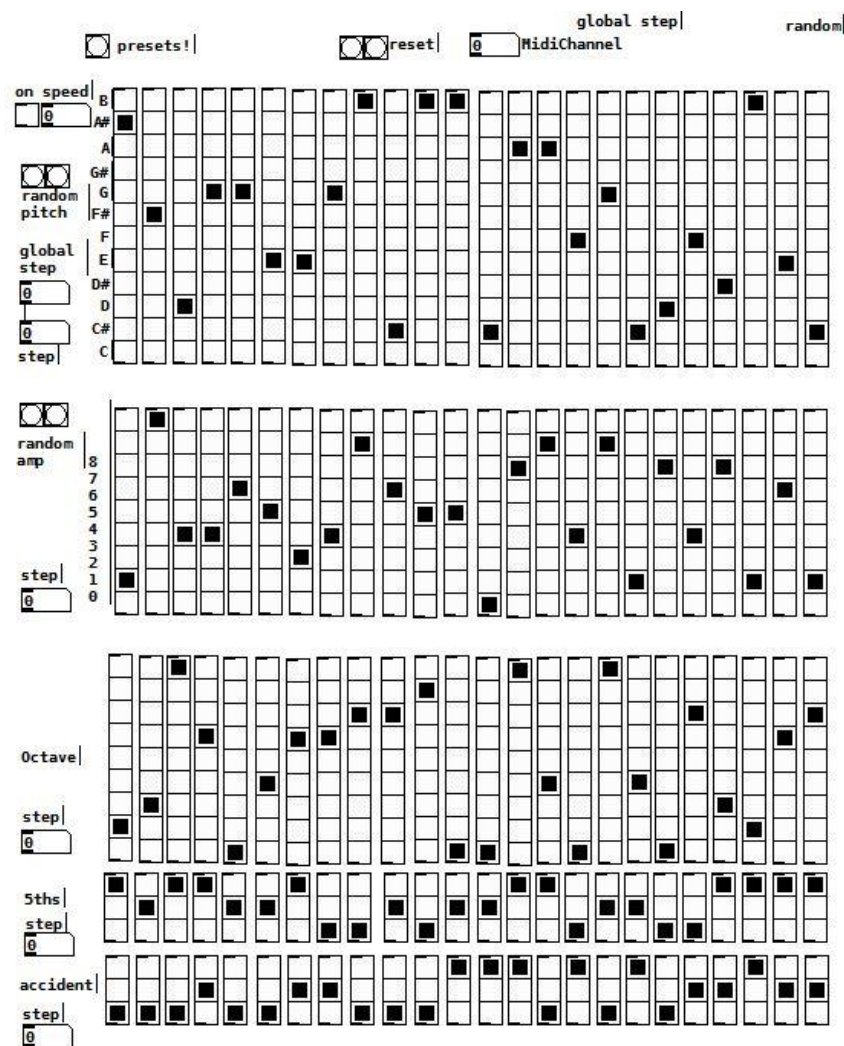 global step
random
presets!
reset
0
MidiChannel
on speed
0
B
A#
A
G#
G
random
pitch
F#
F
global
step
E
0
D#
D
0
C#
step
C
random
amp
8
7
6
5
4
3
2
step
1
0
0
Octave
step
0
5ths
step
0
accident
step
0